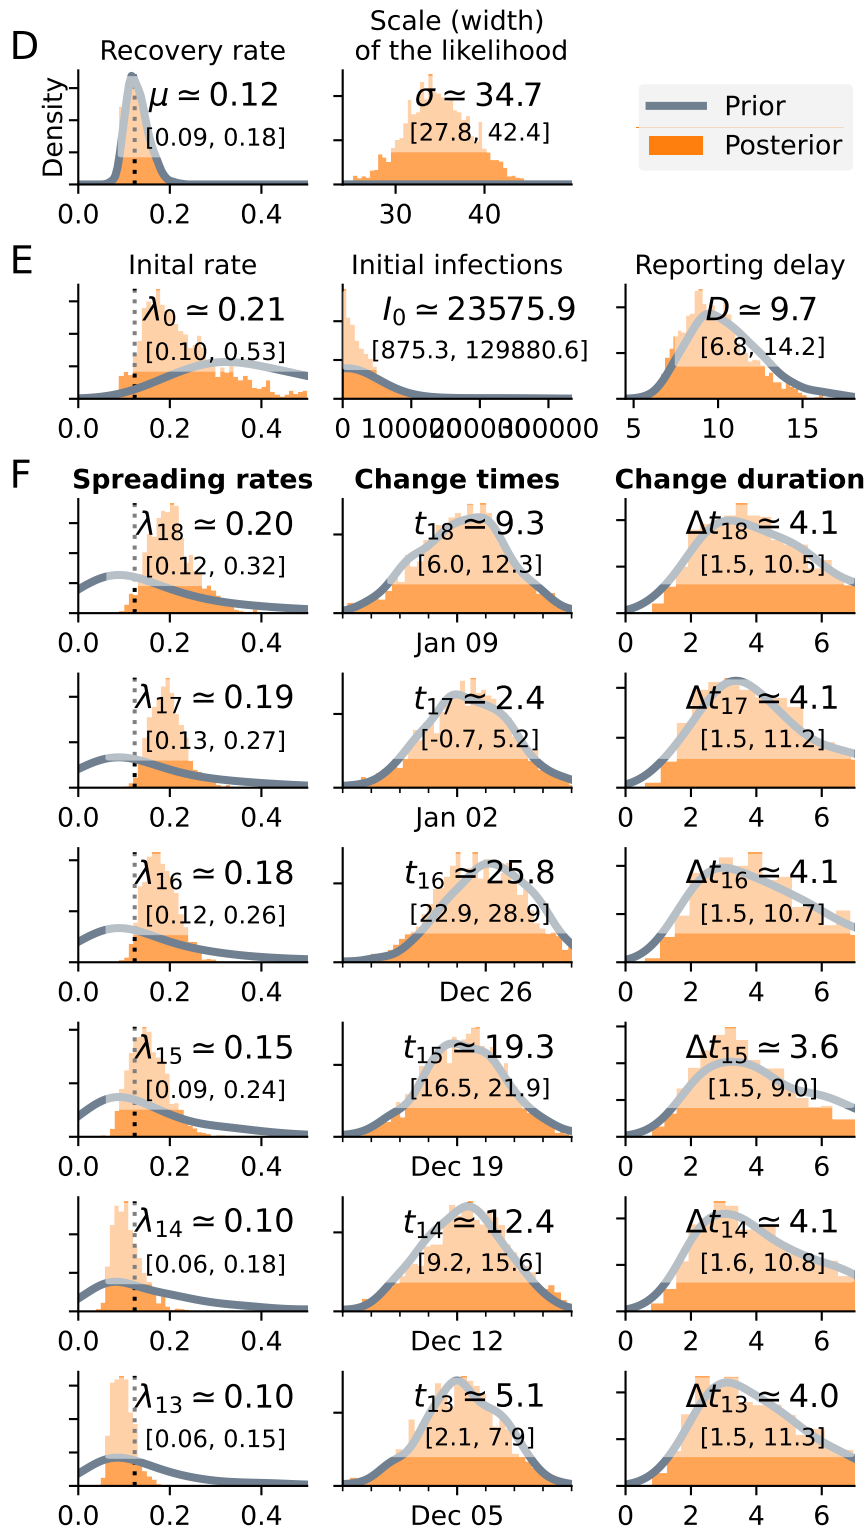 D
Recovery rate
Scale (width)
of the likelihood
Density
μ ≃ 0.12
[0.09, 0.18]
σ ≃ 34.7
[27.8, 42.4]
Prior
Posterior
0.0 0.2 0.4
30 40
E
Inital rate
Initial infections
Reporting delay
λ0 ≃ 0.21
[0.10, 0.53]
I0 ≃ 23575.9
[875.3, 129880.6]
D ≃ 9.7
[6.8, 14.2]
0.0 0.2 0.4
0 100000 200000 300000
5 10 15
F
Spreading rates
Change times
Change duration
λ18 ≃ 0.20
[0.12, 0.32]
t18 ≃ 9.3
[6.0, 12.3]
Δt18 ≃ 4.1
[1.5, 10.5]
0.0 0.2 0.4
Jan 09
0 2 4 6
λ17 ≃ 0.19
[0.13, 0.27]
t17 ≃ 2.4
[-0.7, 5.2]
Δt17 ≃ 4.1
[1.5, 11.2]
0.0 0.2 0.4
Jan 02
0 2 4 6
λ16 ≃ 0.18
[0.12, 0.26]
t16 ≃ 25.8
[22.9, 28.9]
Δt16 ≃ 4.1
[1.5, 10.7]
0.0 0.2 0.4
Dec 26
0 2 4 6
λ15 ≃ 0.15
[0.09, 0.24]
t15 ≃ 19.3
[16.5, 21.9]
Δt15 ≃ 3.6
[1.5, 9.0]
0.0 0.2 0.4
Dec 19
0 2 4 6
λ14 ≃ 0.10
[0.06, 0.18]
t14 ≃ 12.4
[9.2, 15.6]
Δt14 ≃ 4.1
[1.6, 10.8]
0.0 0.2 0.4
Dec 12
0 2 4 6
λ13 ≃ 0.10
[0.06, 0.15]
t13 ≃ 5.1
[2.1, 7.9]
Δt13 ≃ 4.0
[1.5, 11.3]
0.0 0.2 0.4
Dec 05
0 2 4 6